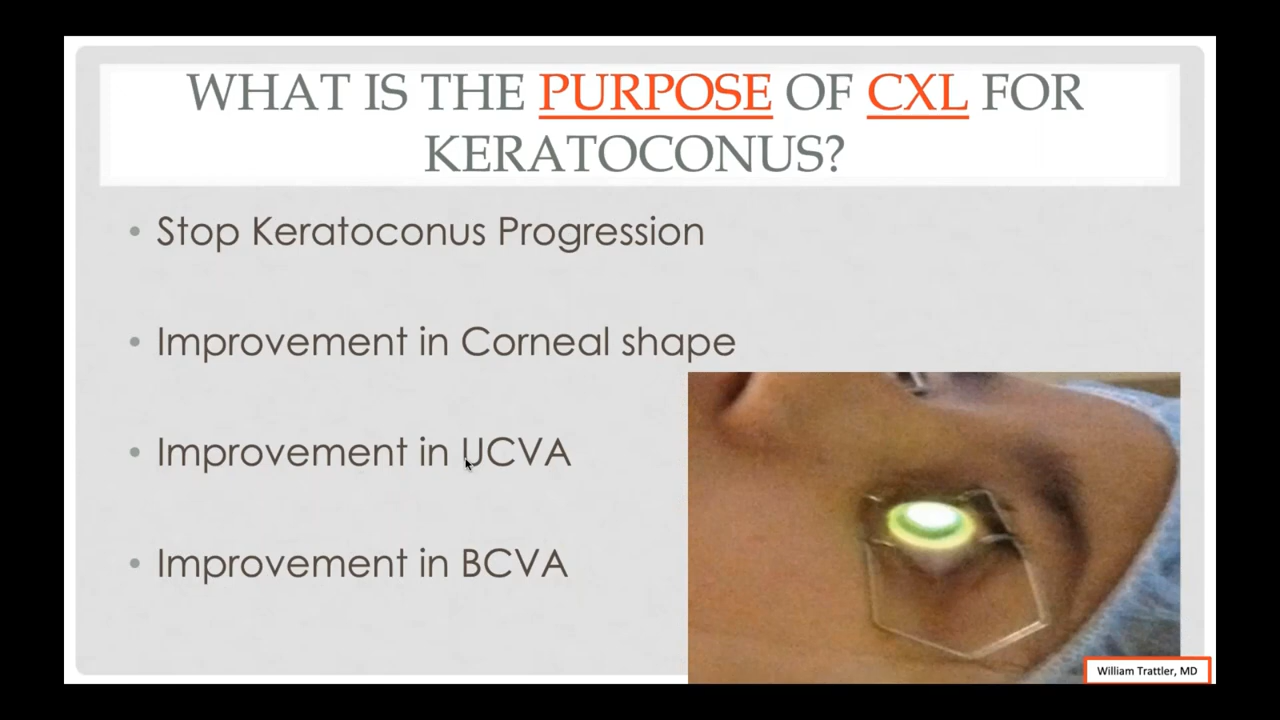 WHAT IS THE PURPOSE OF CXL FOR
KERATOCONUS?
• Stop Keratoconus Progression
• Improvement in Corneal shape
• Improvement in UCVA
• Improvement in BCVA
William Trattler, MD